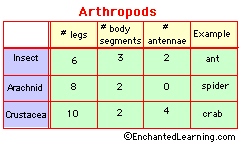 Arthropods
# legs # body segments # antennae Example
Insect 6 3 2 ant
Arachnid 8 2 0 spider
Crustacea 10 2 4 crab
©EnchantedLearning.com